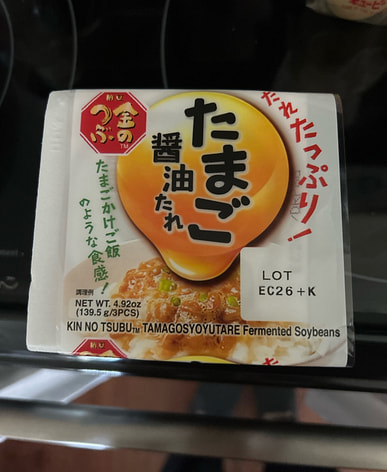 金の
つぶ
TM
たまご
醤油たれ
たれたっぷり!
たまごかけご飯
のような食感!
調理例
NET WT. 4.92oz
(139.5 g/3PCS)
LOT
EC26+K
KIN NO TSUBU TM TAMAGOSYOYUTARE Fermented Soybeans